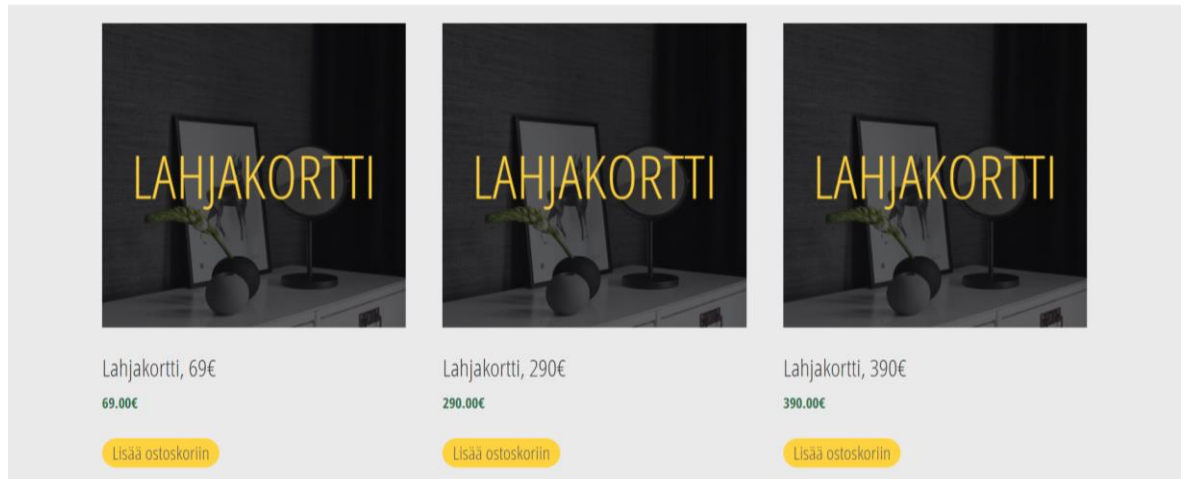 LAHJAKORTTI LAHJAKORTTI LAHJAKORTTI
Lahjakortti, 69€ Lahjakortti, 290€ Lahjakortti, 390€
69.00€ 290.00€ 390.00€
Lisää ostoskoriin Lisää ostoskoriin Lisää ostoskoriin